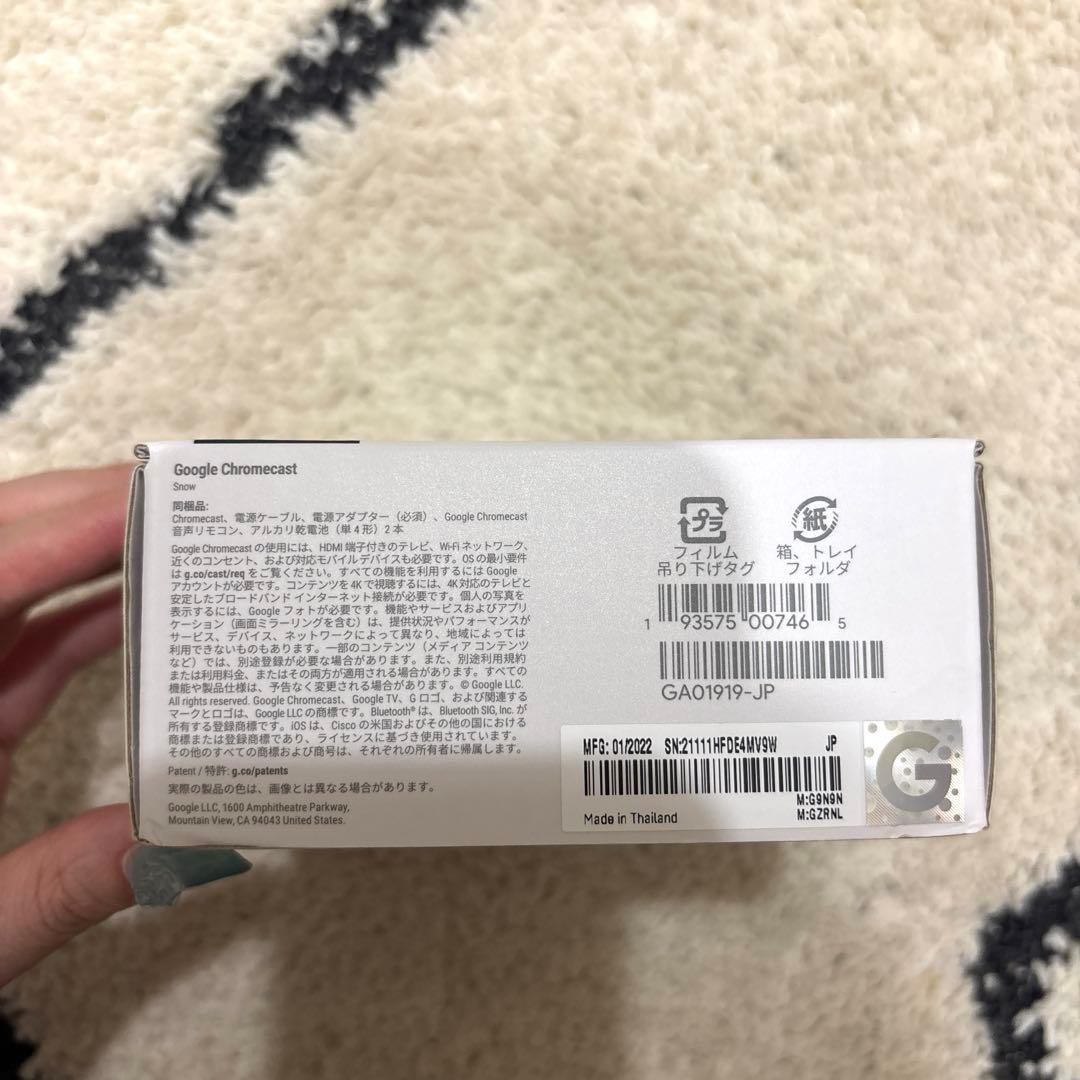 Google Chromecast
Snow
同梱品:
Chromecast、電源ケーブル、電源アダプター（必須）、Google Chromecast
音声リモコン、アルカリ乾電池（単4形）2本
Google Chromecast の使用には、HDMI 端子付きのテレビ、Wi-Fi ネットワーク、
近くのコンセント、および対応モバイルデバイスも必要です。OSの最小要件
は g.co/cast/req をご覧ください。すべての機能を利用するには Google
アカウントが必要です。コンテンツを4Kで視聴するには、4K対応のテレビと
安定したブロードバンド インターネット接続が必要です。個人の写真を
表示するには、Google フォトが必要です。機能やサービスおよびアプリ
ケーション（画面ミラーリングを含む）は、提供状況やパフォーマンスが
サービス、デバイス、ネットワークによって異なり、地域によっては
利用できないものもあります。一部のコンテンツ（メディア コンテンツ
など）では、別途登録が必要な場合があります。また、別途利用規約
または利用料金、またはその両方が適用される場合があります。すべての
機能や製品仕様は、予告なく変更される場合があります。© Google LLC.
All rights reserved. Google Chromecast、Google TV、G ロゴ、および関連する
マークとロゴは、Google LLC の商標です。Bluetooth® は、Bluetooth SIG, Inc. が
所有する登録商標です。iOS は、Cisco の米国およびその他の国における
商標または登録商標であり、ライセンスに基づき使用されています。
その他のすべての商標および商号は、それぞれの所有者に帰属します。
Patent / 特許: g.co/patents
実際の製品の色は、画像とは異なる場合があります。
Google LLC, 1600 Amphitheatre Parkway,
Mountain View, CA 94043 United States.
プラ
フィルム
吊り下げタグ
紙
箱、トレイ
フォルダ
1 93575 00746 5
GA01919-JP
MFG: 01/2022 SN:21111HFDE4MV9W JP
M:G9N9N
Made in Thailand M:GZRNL
G